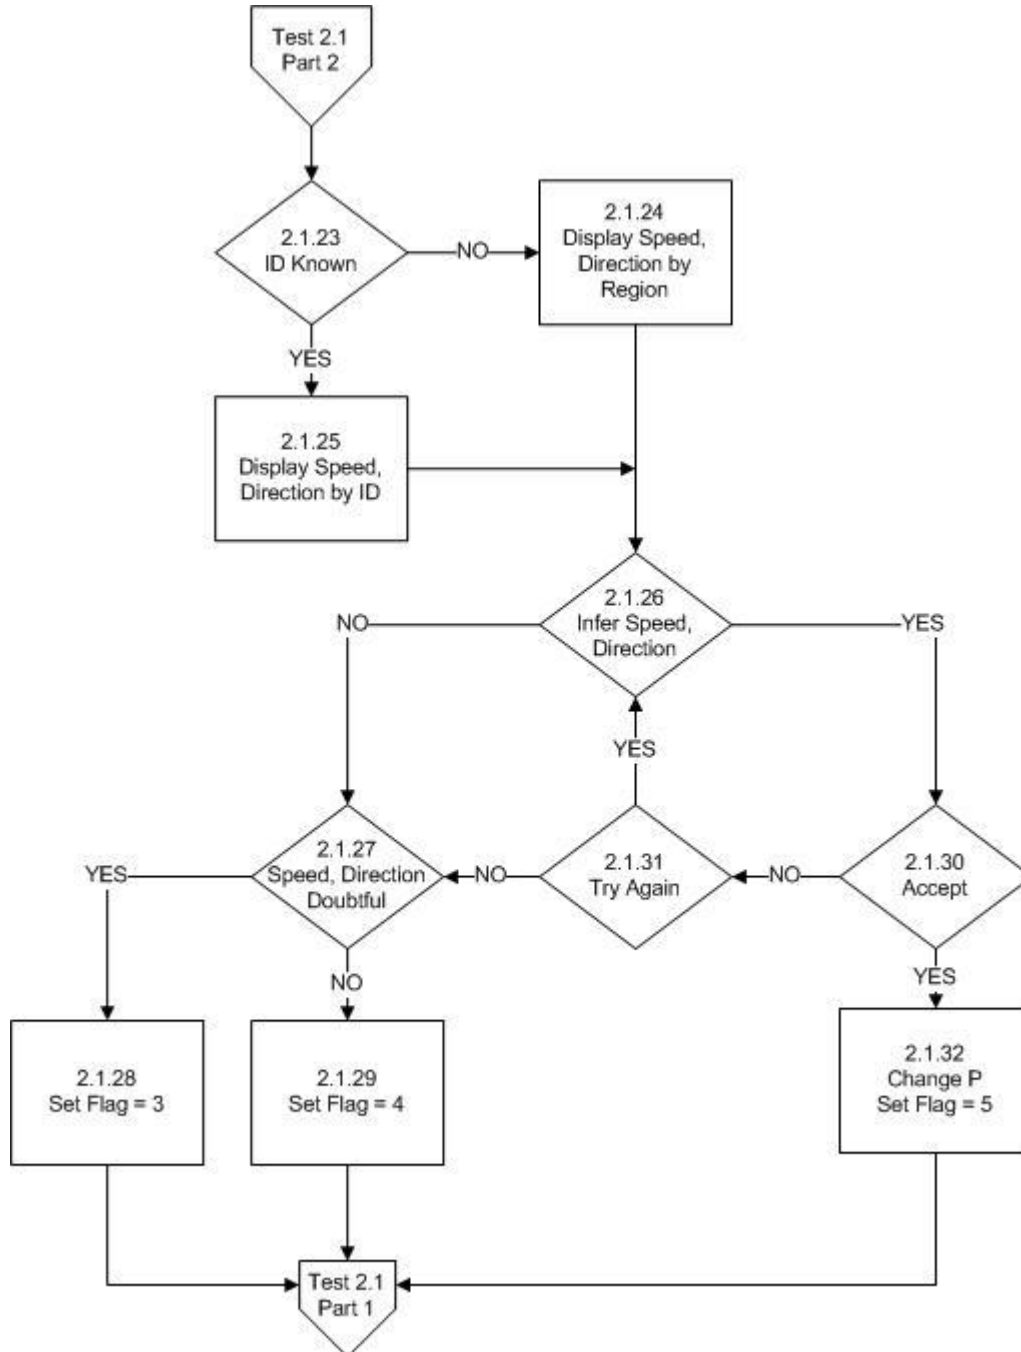 Test 2.1
Part 2
2.1.23
ID Known
NO
2.1.24
Display Speed,
Direction by
Region
YES
2.1.25
Display Speed,
Direction by ID
2.1.26
Infer Speed,
Direction
NO
YES
YES
2.1.27
Speed, Direction
Doubtful
YES
NO
2.1.31
Try Again
NO
2.1.30
Accept
NO
YES
2.1.28
Set Flag = 3
2.1.29
Set Flag = 4
2.1.32
Change P
Set Flag = 5
Test 2.1
Part 1